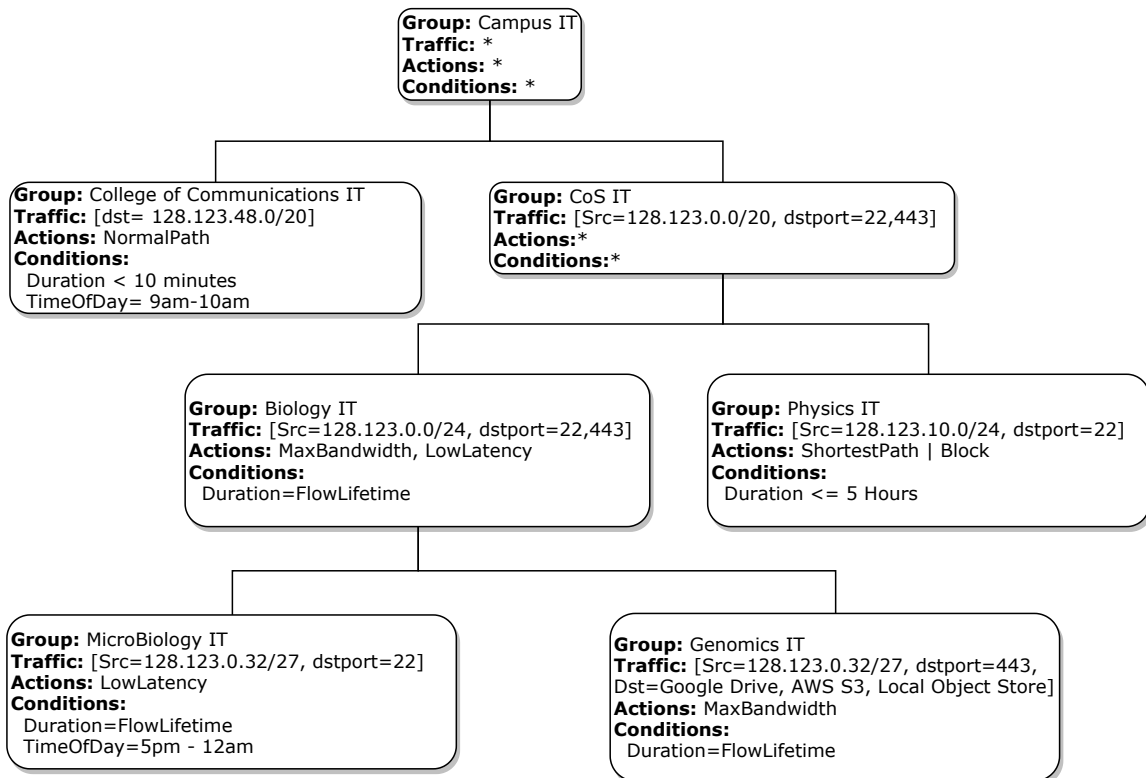 Group: Campus IT
Traffic: *
Actions: *
Conditions: *
Group: College of Communications IT
Traffic: [dst= 128.123.48.0/20]
Actions: NormalPath
Conditions:
Duration < 10 minutes
TimeOfDay= 9am-10am
Group: CoS IT
Traffic: [Src=128.123.0.0/20, dstport=22,443]
Actions:*
Conditions:*
Group: Biology IT
Traffic: [Src=128.123.0.0/24, dstport=22,443]
Actions: MaxBandwidth, LowLatency
Conditions:
Duration=FlowLifetime
Group: Physics IT
Traffic: [Src=128.123.10.0/24, dstport=22]
Actions: ShortestPath | Block
Conditions:
Duration <= 5 Hours
Group: MicroBiology IT
Traffic: [Src=128.123.0.32/27, dstport=22]
Actions: LowLatency
Conditions:
Duration=FlowLifetime
TimeOfDay=5pm - 12am
Group: Genomics IT
Traffic: [Src=128.123.0.32/27, dstport=443,
Dst=Google Drive, AWS S3, Local Object Store]
Actions: MaxBandwidth
Conditions:
Duration=FlowLifetime